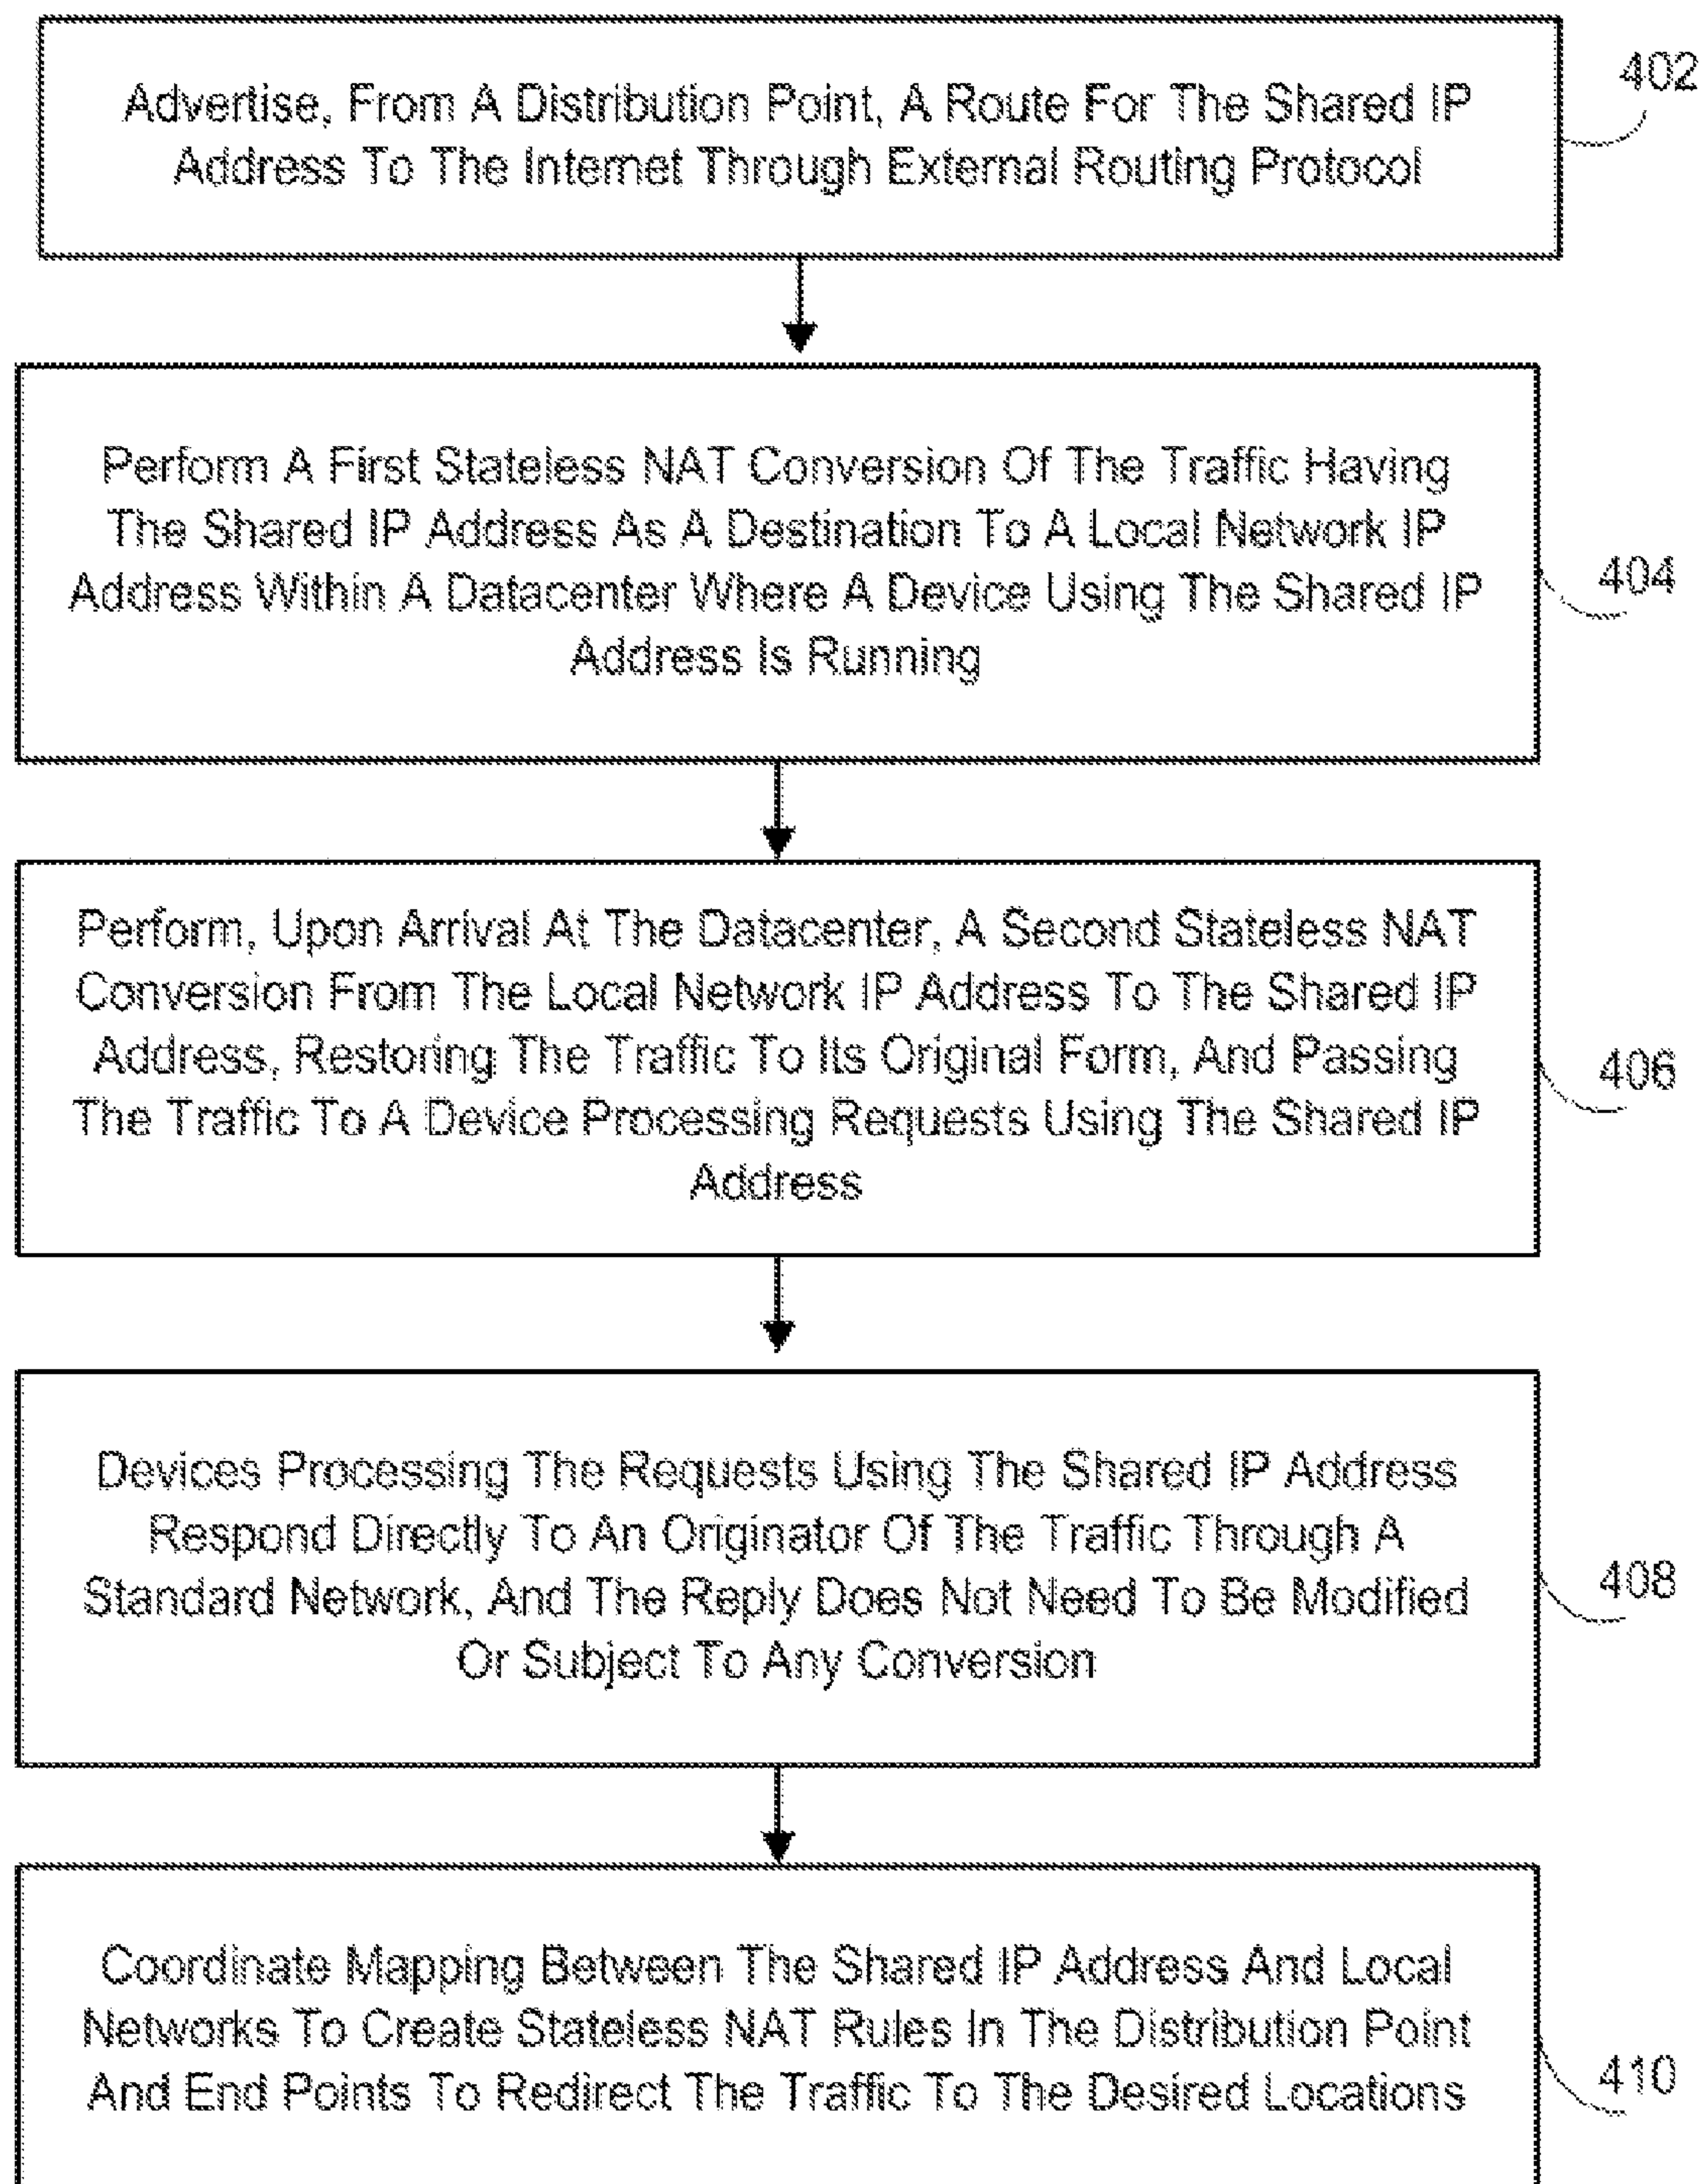 Advertise, From A Distribution Point, A Route For The Shared IP
Address To The Internet Through External Routing Protocol
402
Perform A First Stateless NAT Conversion Of The Traffic Having
The Shared IP Address As A Destination To A Local Network IP
Address Within A Datacenter Where A Device Using The Shared IP
Address Is Running
404
Perform, Upon Arrival At The Datacenter, A Second Stateless NAT
Conversion From The Local Network IP Address To The Shared IP
Address, Restoring The Traffic To Its Original Form, And Passing
The Traffic To A Device Processing Requests Using The Shared IP
Address
406
Devices Processing The Requests Using The Shared IP Address
Respond Directly To An Originator Of The Traffic Through A
Standard Network, And The Reply Does Not Need To Be Modified
Or Subject To Any Conversion
408
Coordinate Mapping Between The Shared IP Address And Local
Networks To Create Stateless NAT Rules In The Distribution Point
And End Points To Redirect The Traffic To The Desired Locations
410